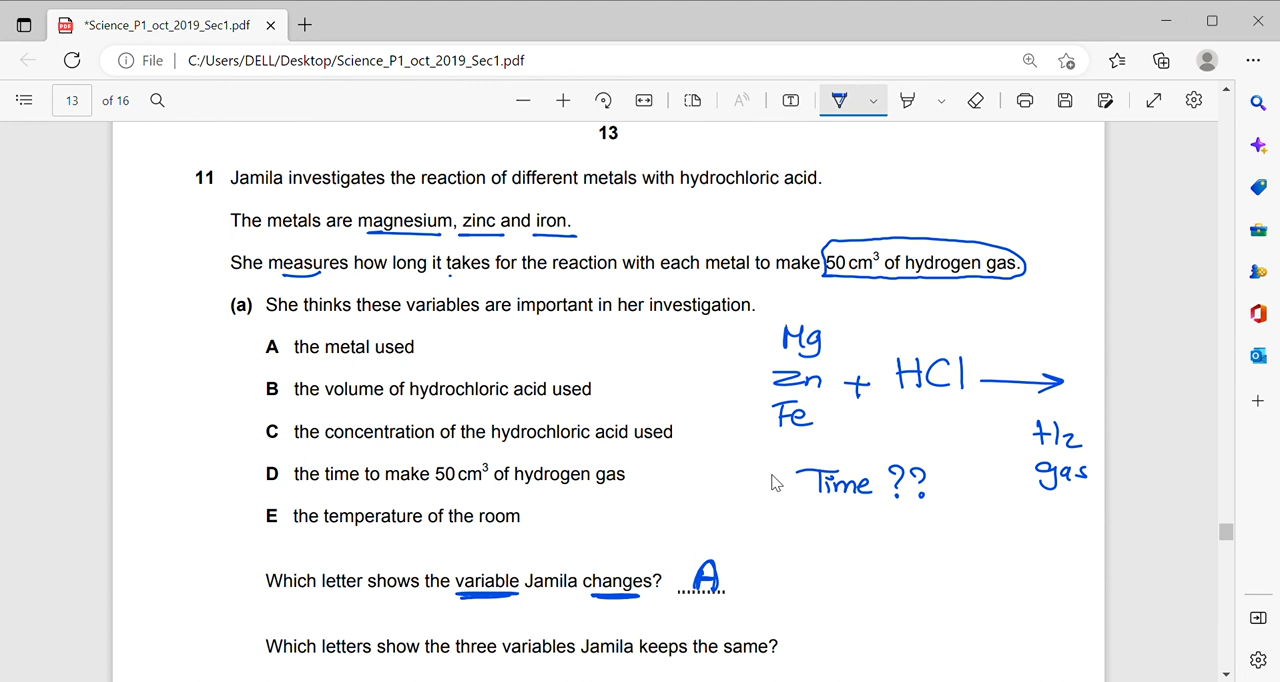 *Science_P1_oct_2019_Sec1.pdf
File | C:/Users/DELL/Desktop/Science_P1_oct_2019_Sec1.pdf
13 of 16
13
11 Jamila investigates the reaction of different metals with hydrochloric acid.
The metals are magnesium, zinc and iron.
She measures how long it takes for the reaction with each metal to make 50 cm³ of hydrogen gas.
(a) She thinks these variables are important in her investigation.
A the metal used
B the volume of hydrochloric acid used
C the concentration of the hydrochloric acid used
D the time to make 50 cm³ of hydrogen gas
E the temperature of the room
Mg
Zn + HCl ⟶
Fe
H2
gas
Time ??
Which letter shows the variable Jamila changes? A
Which letters show the three variables Jamila keeps the same?